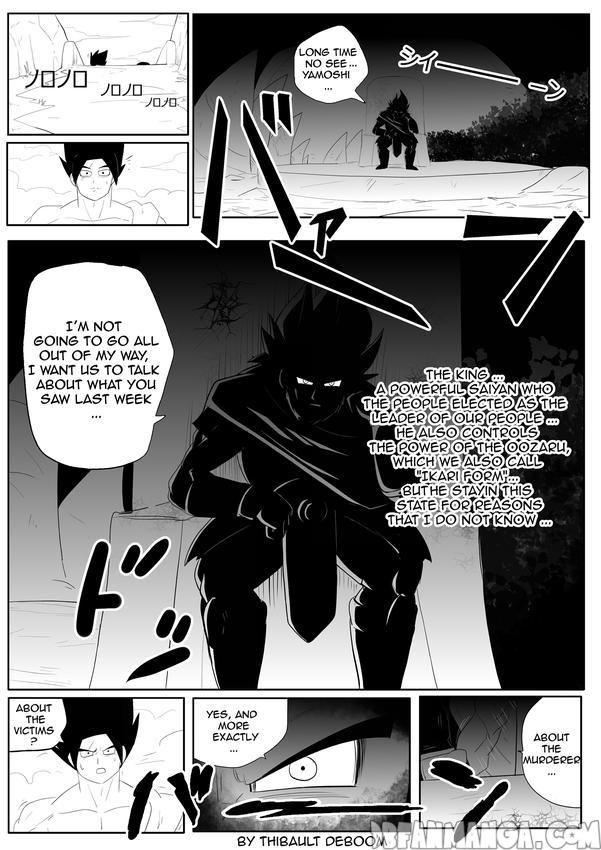 ノロノロ
ノロノロ
ノロノロ
LONG TIME
NO SEE ...
YAMOSHI
...
シイーーーン
バァーン
I'M NOT
GOING TO GO ALL
OUT OF MY WAY,
I WANT US TO TALK
ABOUT WHAT YOU
SAW LAST WEEK
...
THE KING ...
A POWERFUL SAIYAN WHO
THE PEOPLE ELECTED AS THE
LEADER OF OUR PEOPLE ...
HE ALSO CONTROLS
THE POWER OF THE OOZARU,
WHICH WE ALSO CALL
"IKARI FORM"...
BUTHE STAYIN THIS
STATE FOR REASONS
THAT I DO NOT KNOW ...
ドド
ABOUT
THE
VICTIMS
?
YES, AND
MORE
EXACTLY
...
ABOUT
THE
MURDERER
...
BY THIBAULT DEBOOM
DBFANMANGA.COM